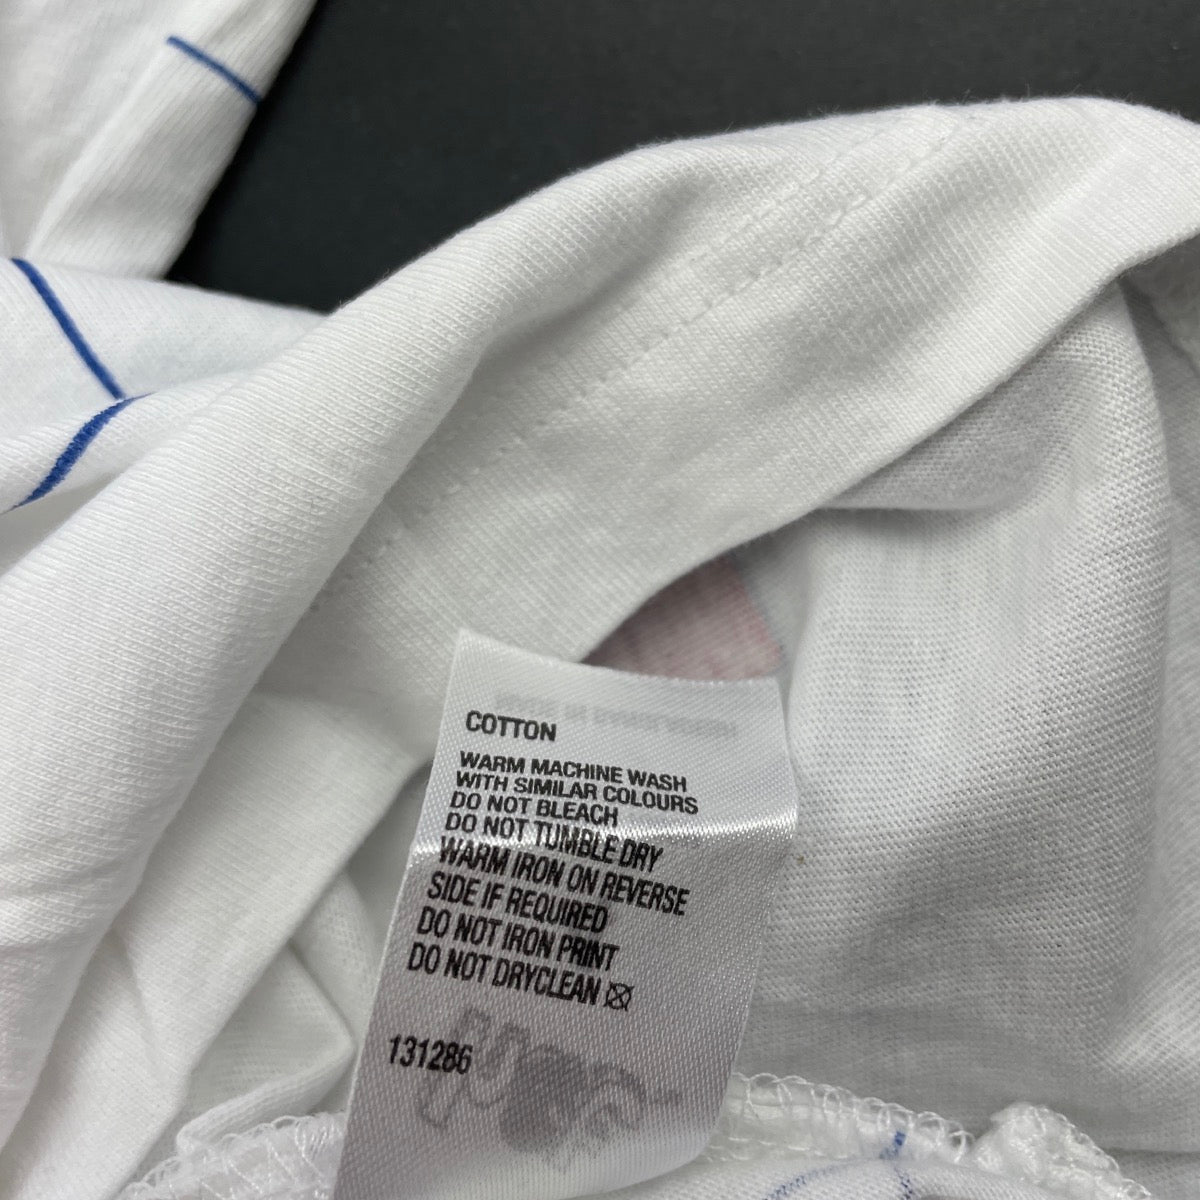 COTTON
WARM MACHINE WASH
WITH SIMILAR COLOURS
DO NOT BLEACH
DO NOT TUMBLE DRY
WARM IRON ON REVERSE
SIDE IF REQUIRED
DO NOT IRON PRINT
DO NOT DRYCLEAN
131286